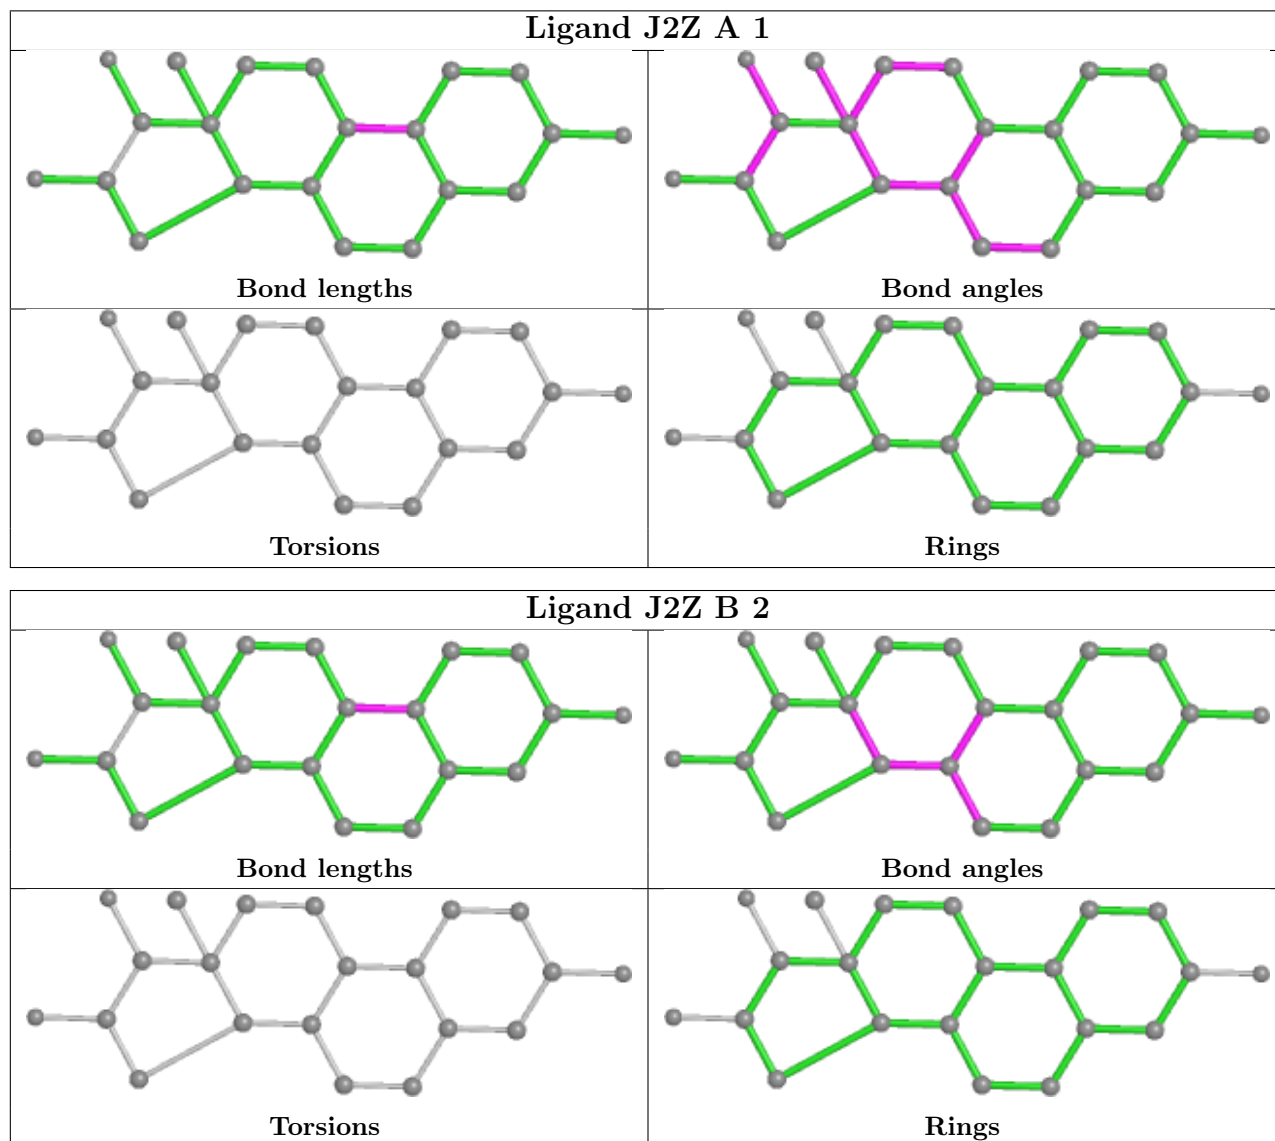 Ligand J2Z A 1
Bond lengths
Bond angles
Torsions
Rings
Ligand J2Z B 2
Bond lengths
Bond angles
Torsions
Rings